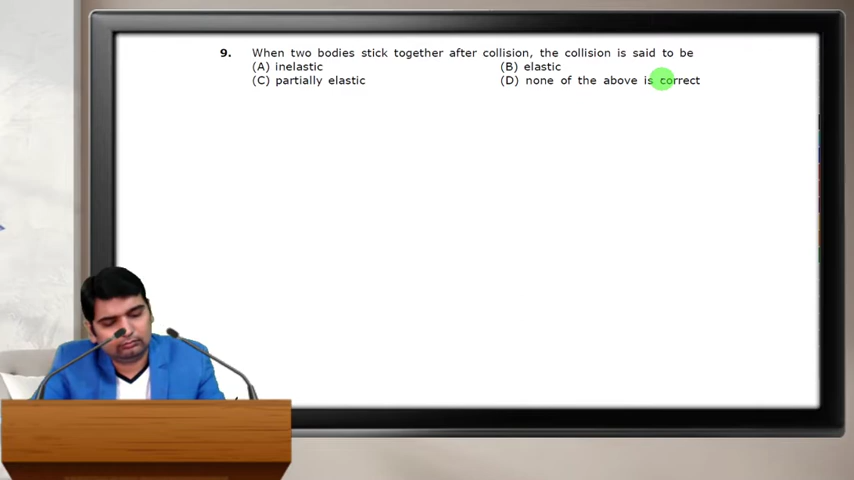 9. When two bodies stick together after collision, the collision is said to be
(A) inelastic (B) elastic
(C) partially elastic (D) none of the above is correct